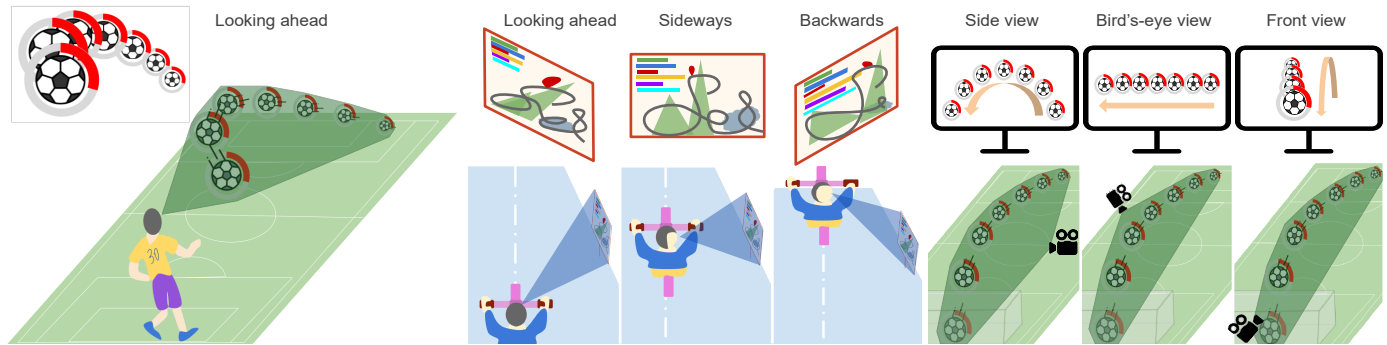 Looking ahead
Looking ahead
Sideways
Backwards
Side view
Bird's-eye view
Front view
30